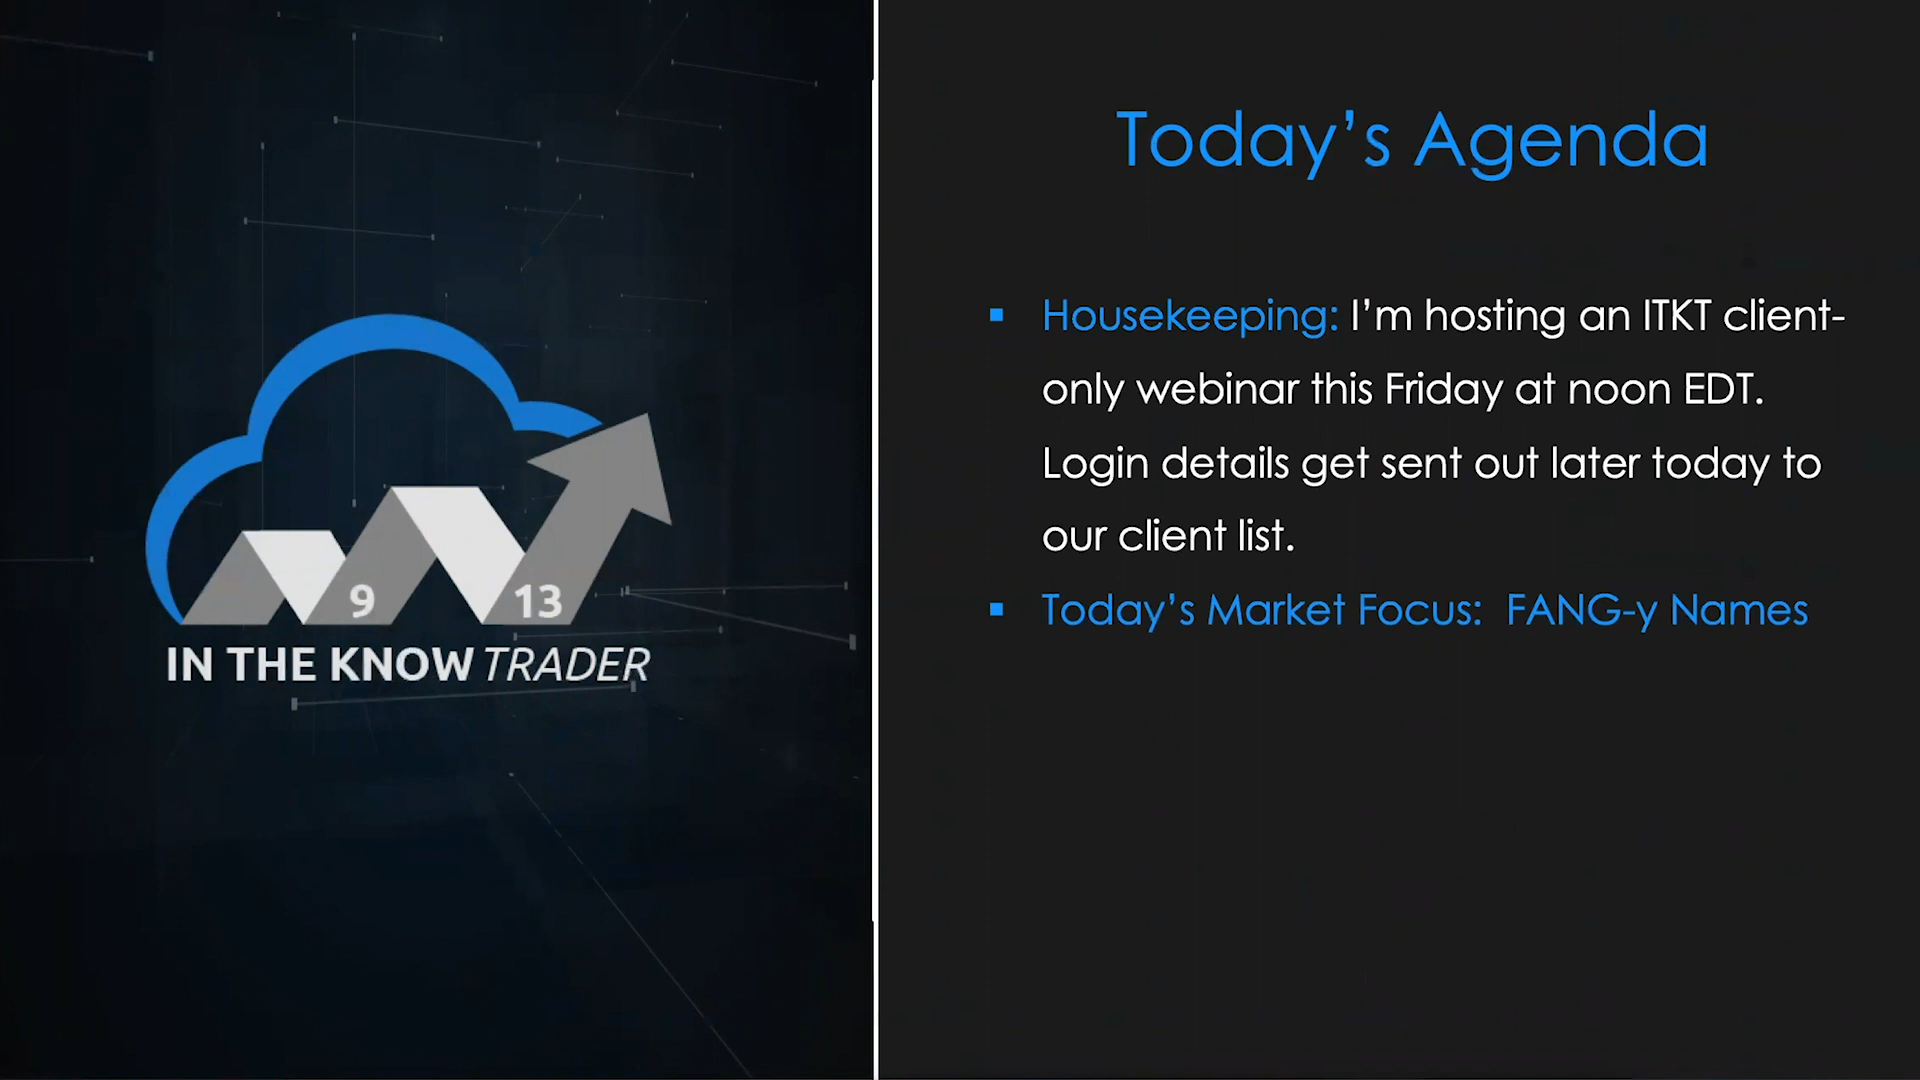 9 13
IN THE KNOW TRADER
Today’s Agenda
▪ Housekeeping: I’m hosting an ITKT client-
only webinar this Friday at noon EDT.
Login details get sent out later today to
our client list.
▪ Today’s Market Focus:  FANG-y Names